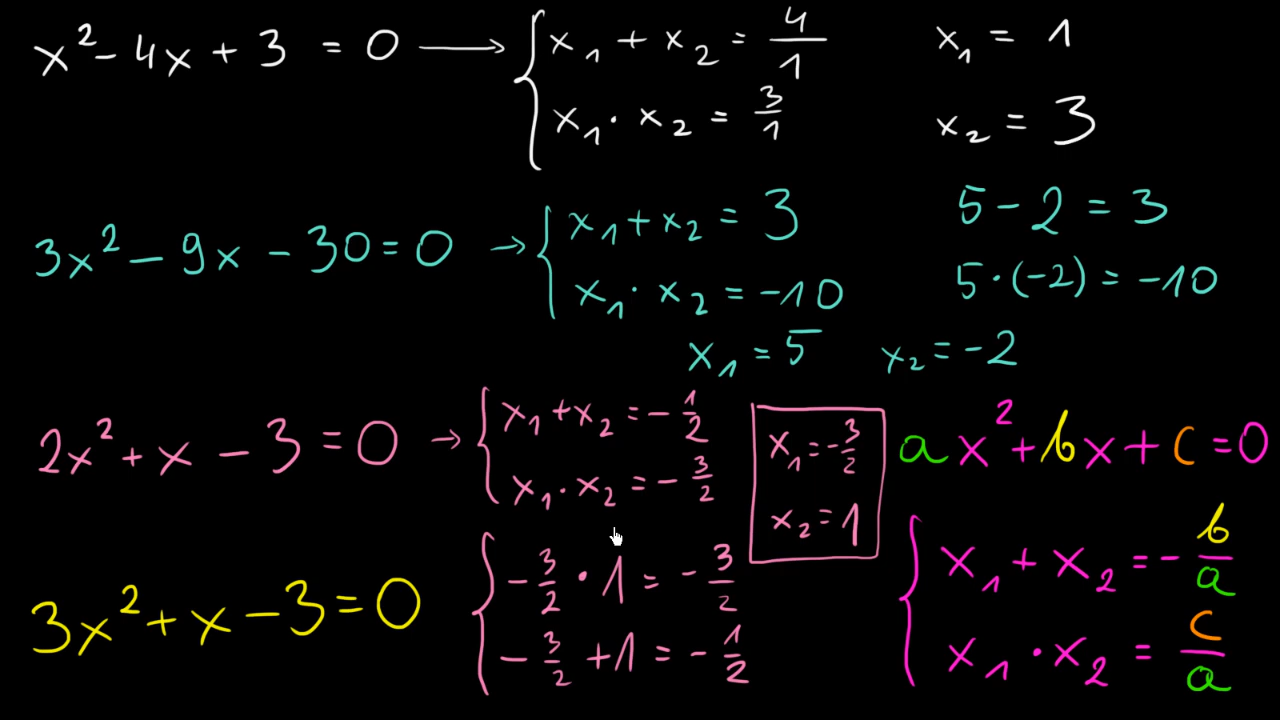 x² - 4x + 3 = 0 → { x₁ + x₂ = 4/1
x₁ · x₂ = 3/1
x₁ = 1
x₂ = 3
3x² - 9x - 30 = 0 → { x₁ + x₂ = 3
x₁ · x₂ = -10
5 - 2 = 3
5 · (-2) = -10
x₁ = 5 x₂ = -2
2x² + x - 3 = 0 → { x₁ + x₂ = - 1/2
x₁ · x₂ = - 3/2
x₁ = - 3/2
x₂ = 1
{ - 3/2 · 1 = - 3/2
- 3/2 + 1 = - 1/2
ax² + bx + c = 0
{ x₁ + x₂ = - b/a
x₁ · x₂ = c/a
3x² + x - 3 = 0